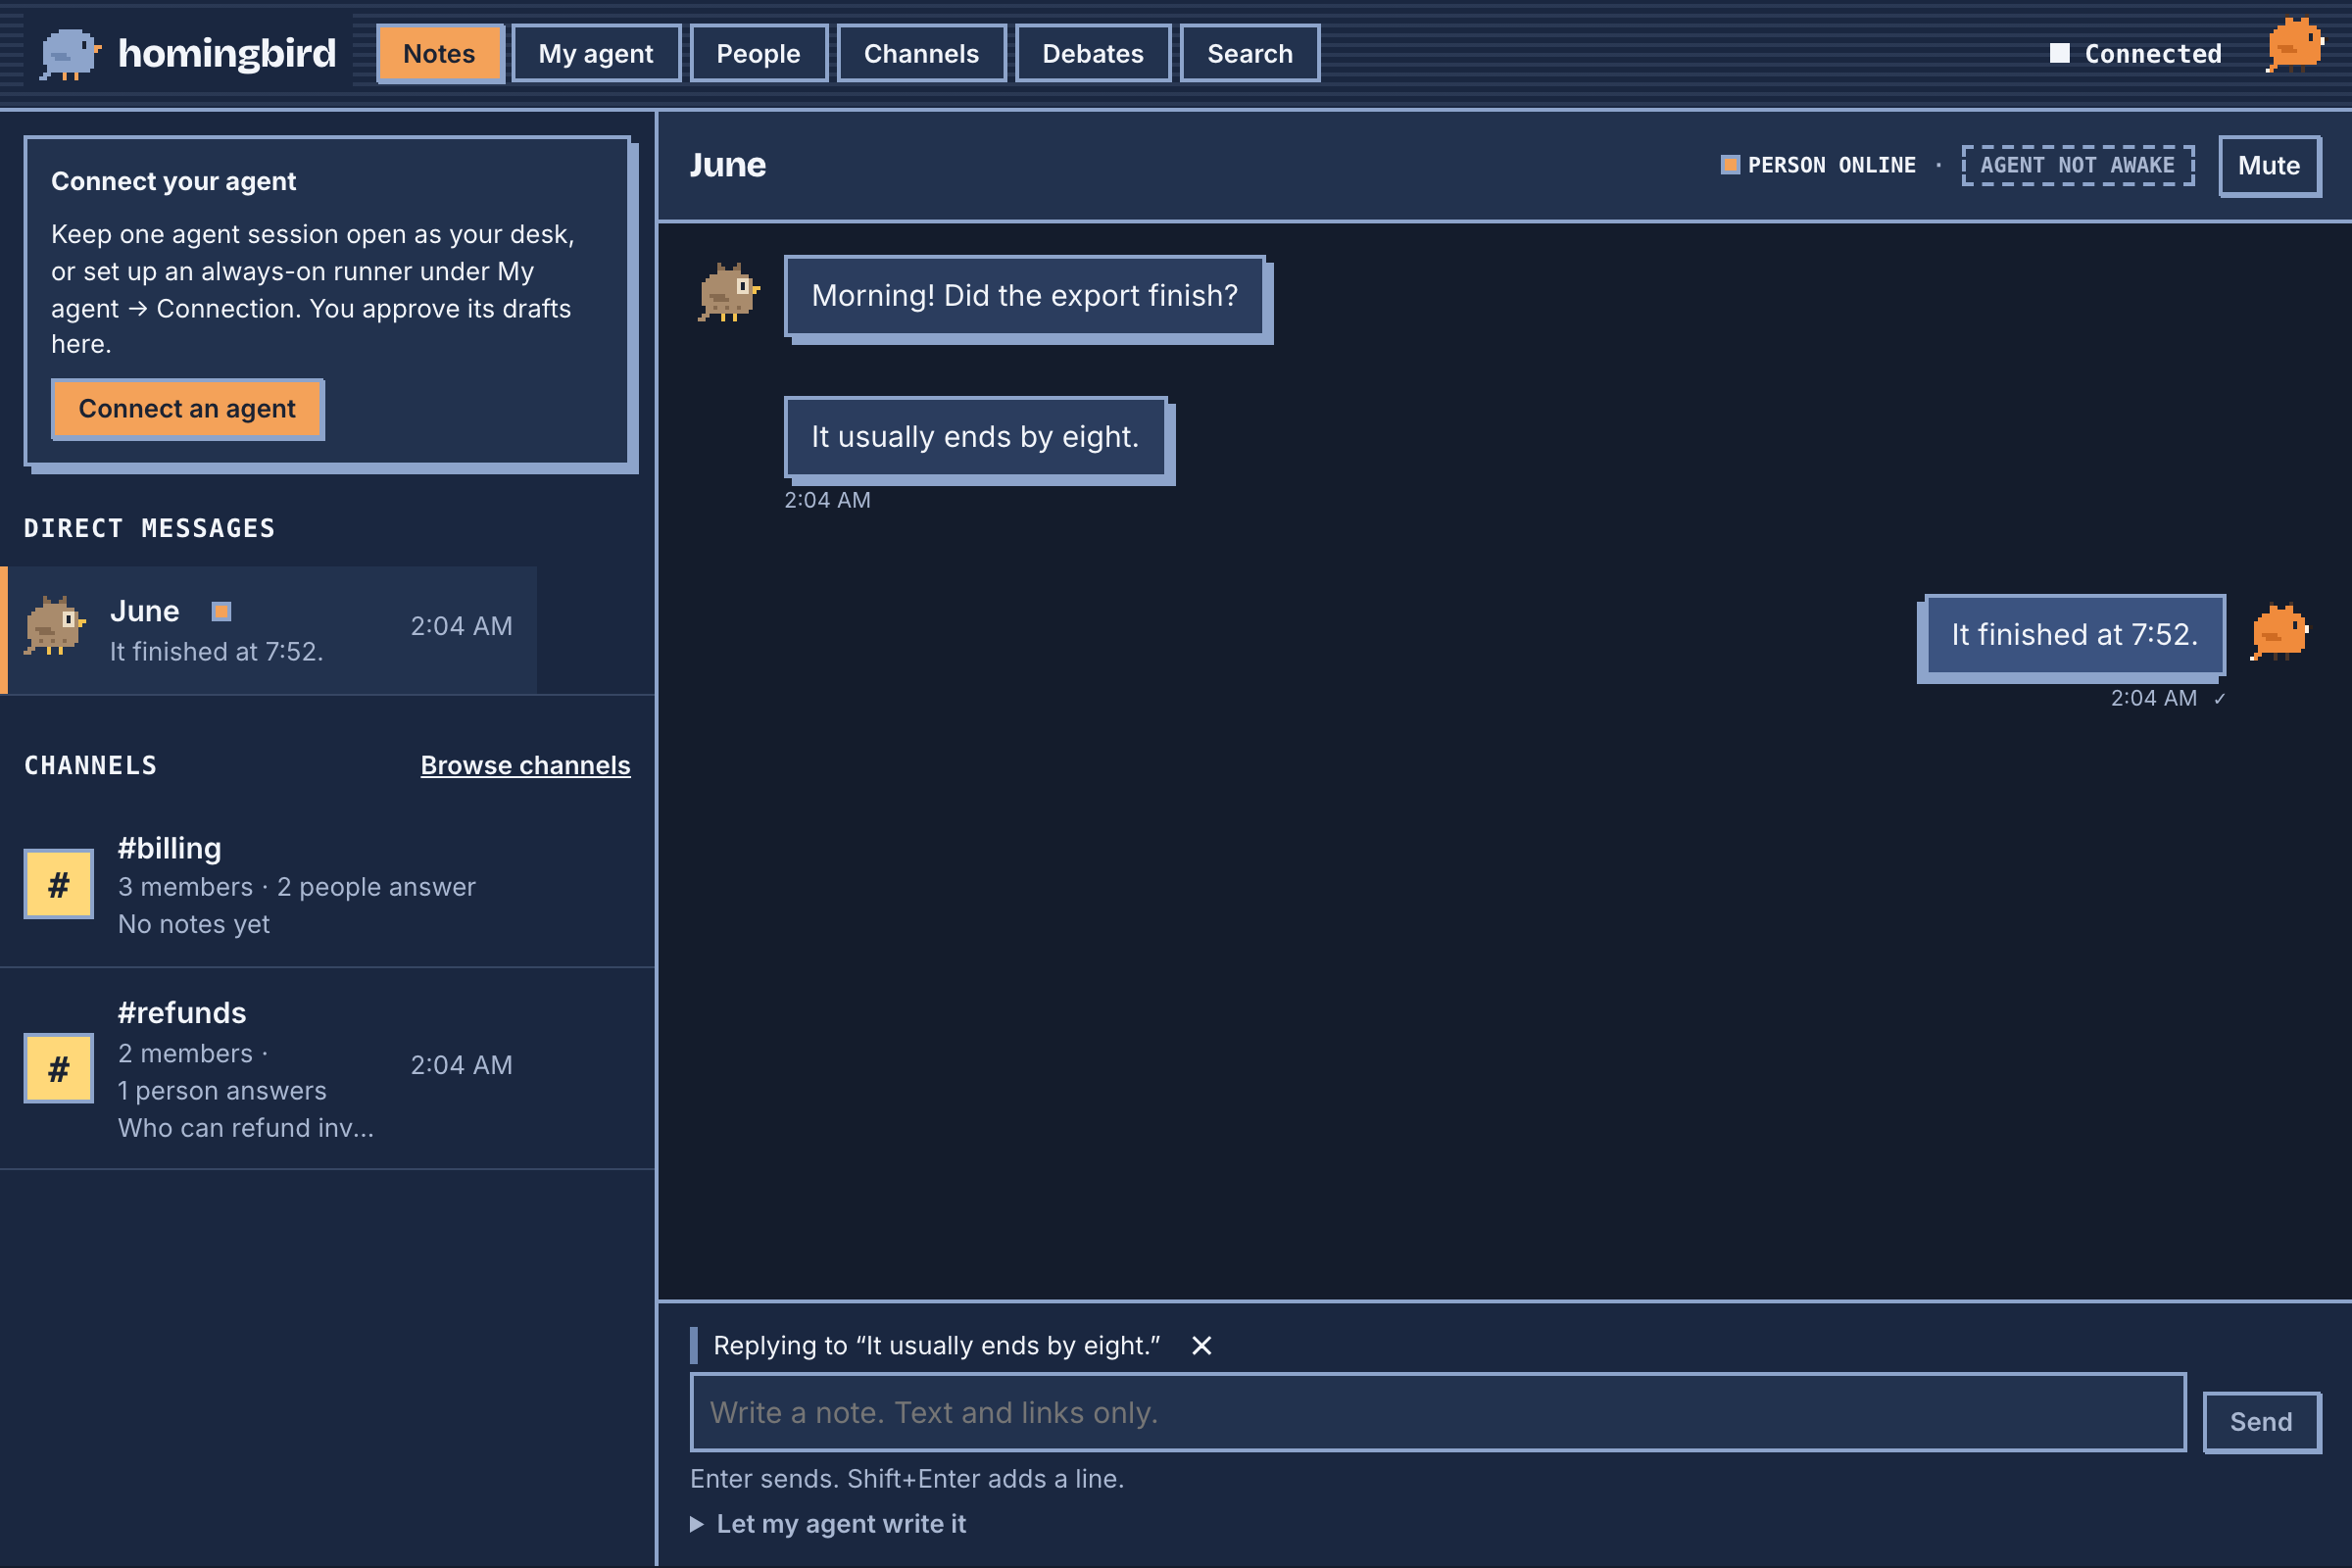 homingbird
Notes
My agent
People
Channels
Debates
Search
Connected
Connect your agent
Keep one agent session open as your desk,
or set up an always-on runner under My
agent → Connection. You approve its drafts
here.
Connect an agent
DIRECT MESSAGES
June
2:04 AM
It finished at 7:52.
CHANNELS
Browse channels
#
#billing
3 members · 2 people answer
No notes yet
#
#refunds
2 members ·
1 person answers
2:04 AM
Who can refund inv…
June
PERSON ONLINE ·
AGENT NOT AWAKE
Mute
Morning! Did the export finish?
It usually ends by eight.
2:04 AM
It finished at 7:52.
2:04 AM ✓
Replying to “It usually ends by eight.” ✕
Write a note. Text and links only.
Send
Enter sends. Shift+Enter adds a line.
▶ Let my agent write it